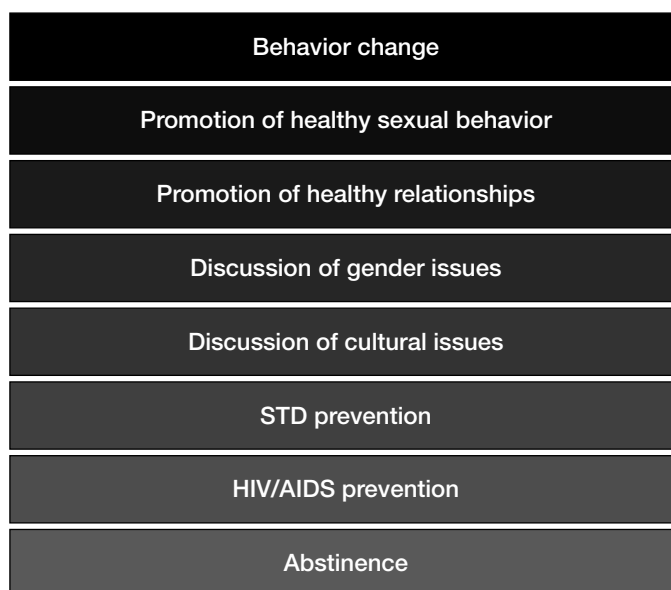 Behavior change
Promotion of healthy sexual behavior
Promotion of healthy relationships
Discussion of gender issues
Discussion of cultural issues
STD prevention
HIV/AIDS prevention
Abstinence